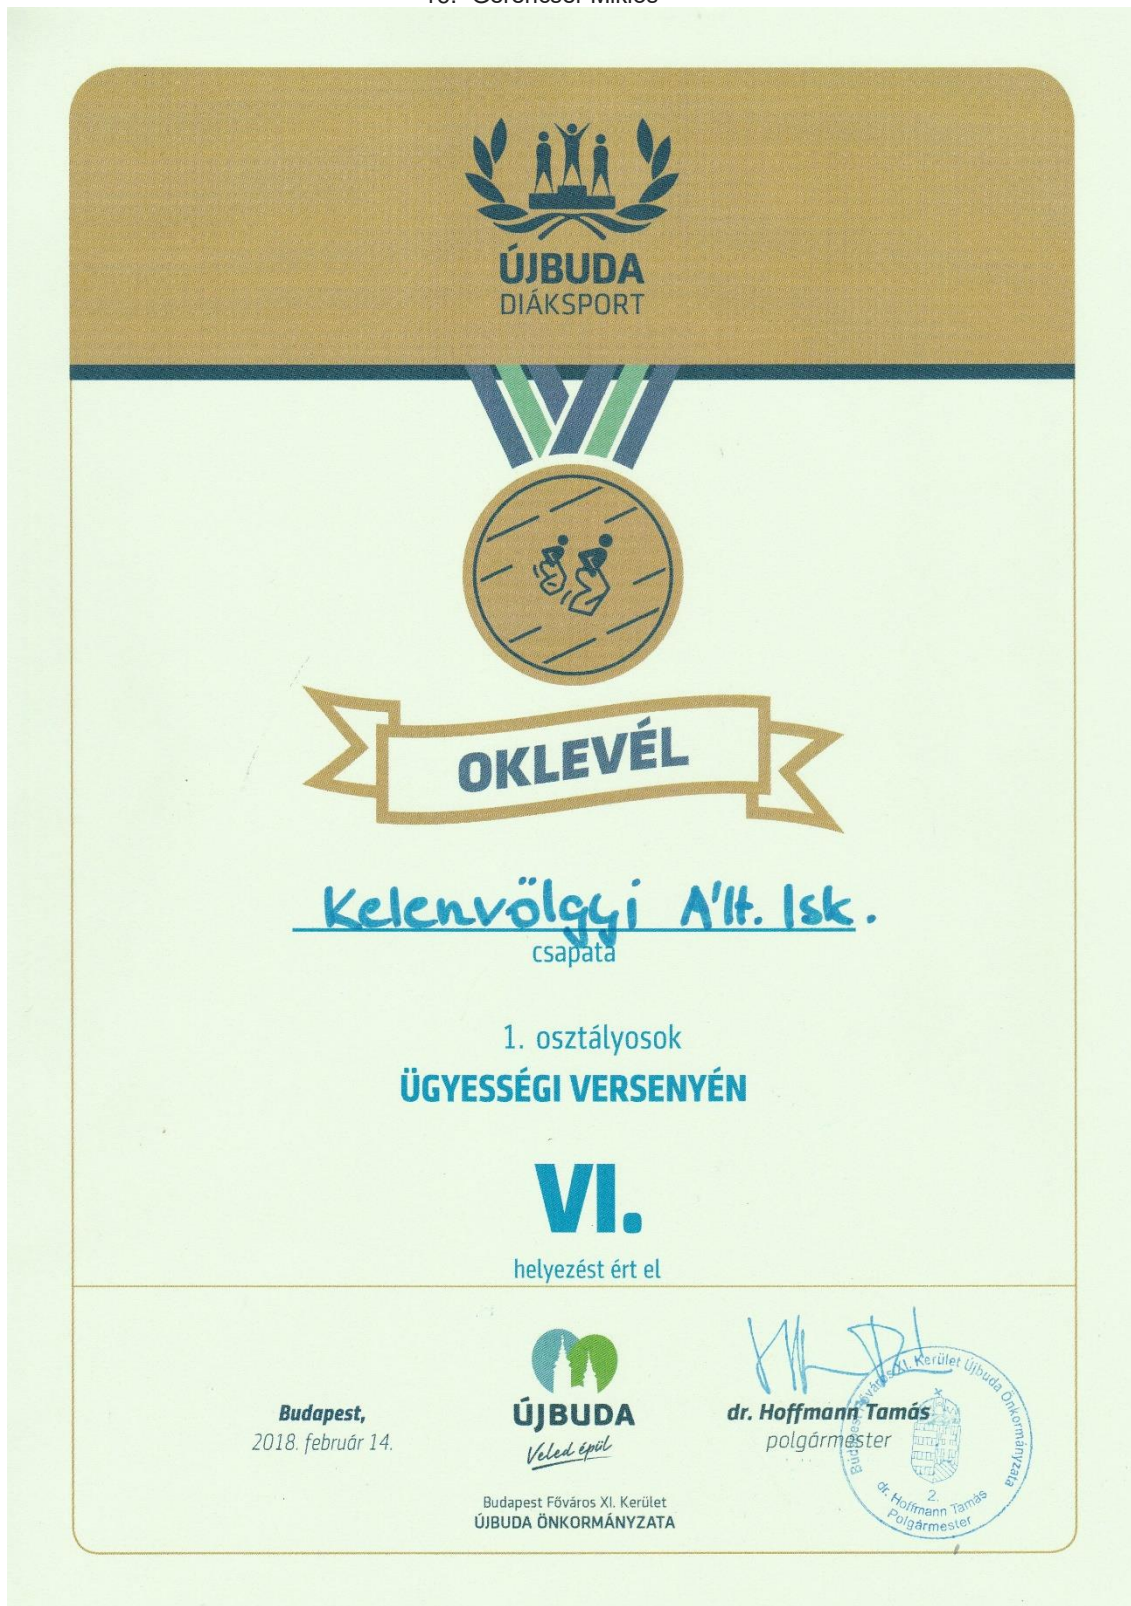 ÚJBUDA
DIÁKSPORT
OKLEVÉL
Kelenvölgyi Ált. Isk.
csapata
1. osztályosok
ÜGYESSÉGI VERSENYÉN
VI.
helyezést ért el
Budapest,
2018. február 14.
ÚJBUDA
Veled épül
Budapest Főváros XI. Kerület
ÚJBUDA ÖNKORMÁNYZATA
dr. Hoffmann Tamás
polgármester
Budapest Főváros XI. Kerület Újbuda Önkormányzata
2.
dr. Hoffmann Tamás
Polgármester